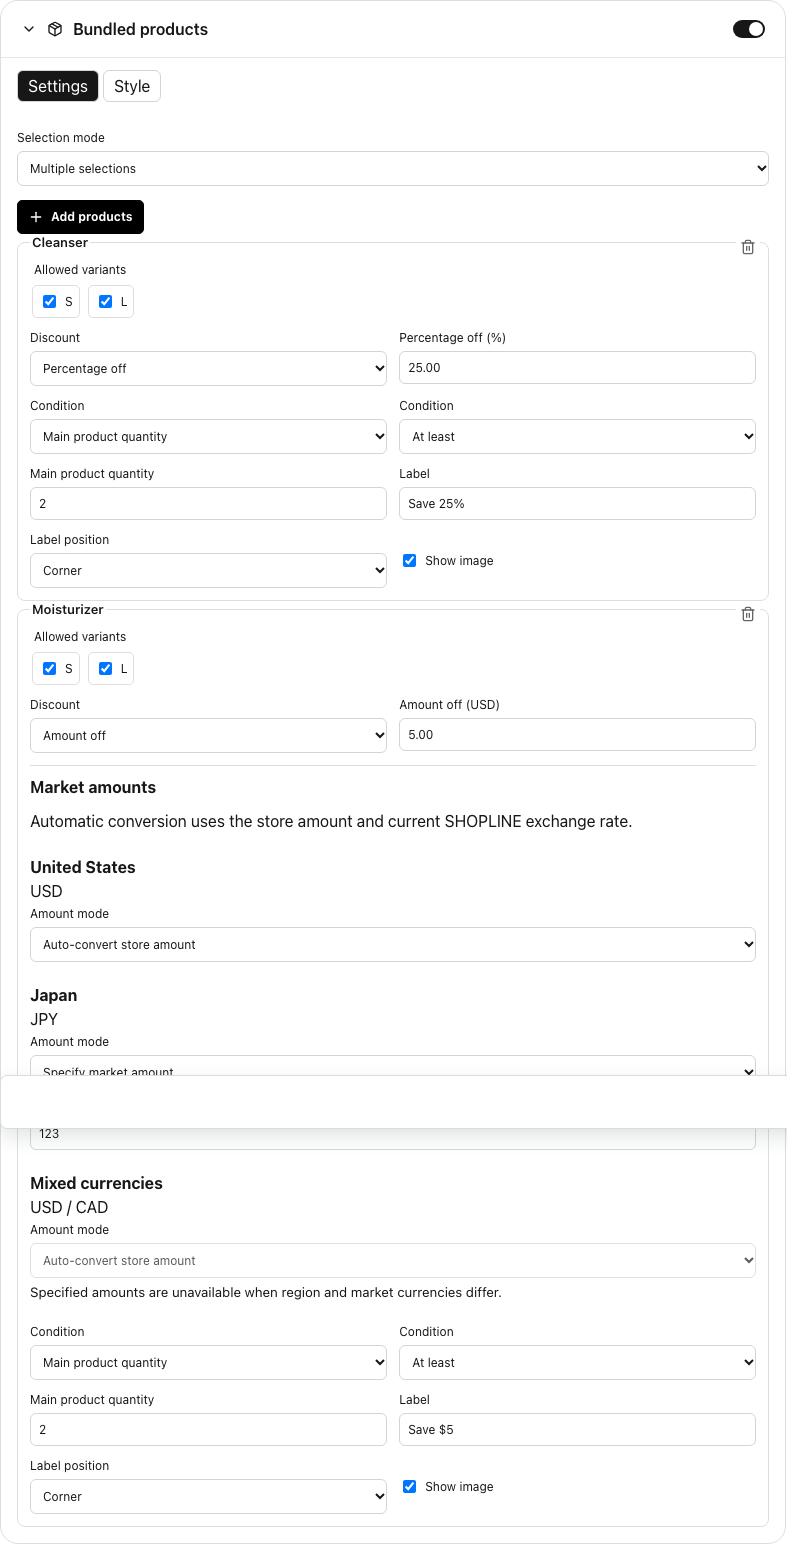 Bundled products
Settings Style
Selection mode
Multiple selections
Add products
Cleanser
Allowed variants
S L
Discount Percentage off (%)
Percentage off 25.00
Condition Condition
Main product quantity At least
Main product quantity Label
2 Save 25%
Label position
Corner Show image
Moisturizer
Allowed variants
S L
Discount Amount off (USD)
Amount off 5.00
Market amounts
Automatic conversion uses the store amount and current SHOPLINE exchange rate.
United States
USD
Amount mode
Auto-convert store amount
Japan
JPY
Amount mode
Specify market amount
123
Mixed currencies
USD / CAD
Amount mode
Auto-convert store amount
Specified amounts are unavailable when region and market currencies differ.
Condition Condition
Main product quantity At least
Main product quantity Label
2 Save $5
Label position
Corner Show image